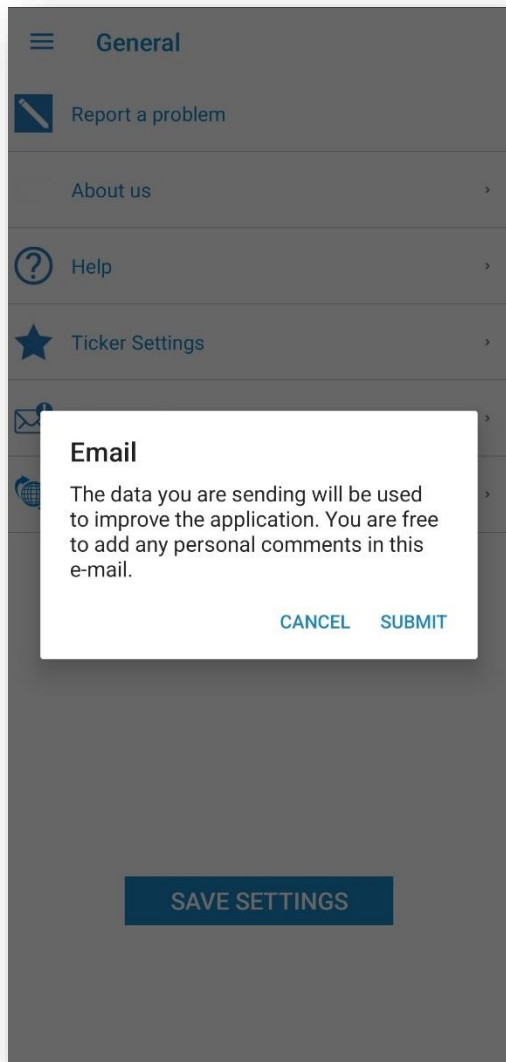 General
Report a problem
About us
Help
Ticker Settings
Email
The data you are sending will be used
to improve the application. You are free
to add any personal comments in this
e-mail.
CANCEL SUBMIT
SAVE SETTINGS